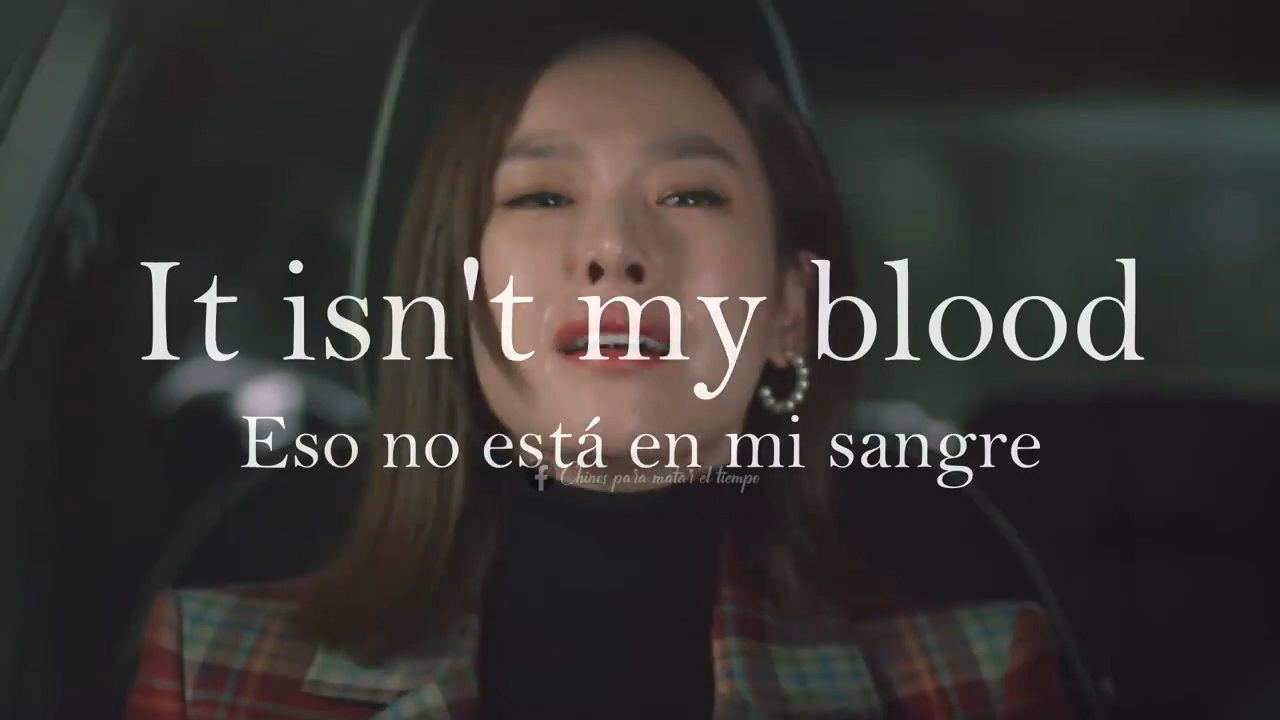 It isn't my blood
Eso no está en mi sangre
Chinos para matar el tiempo